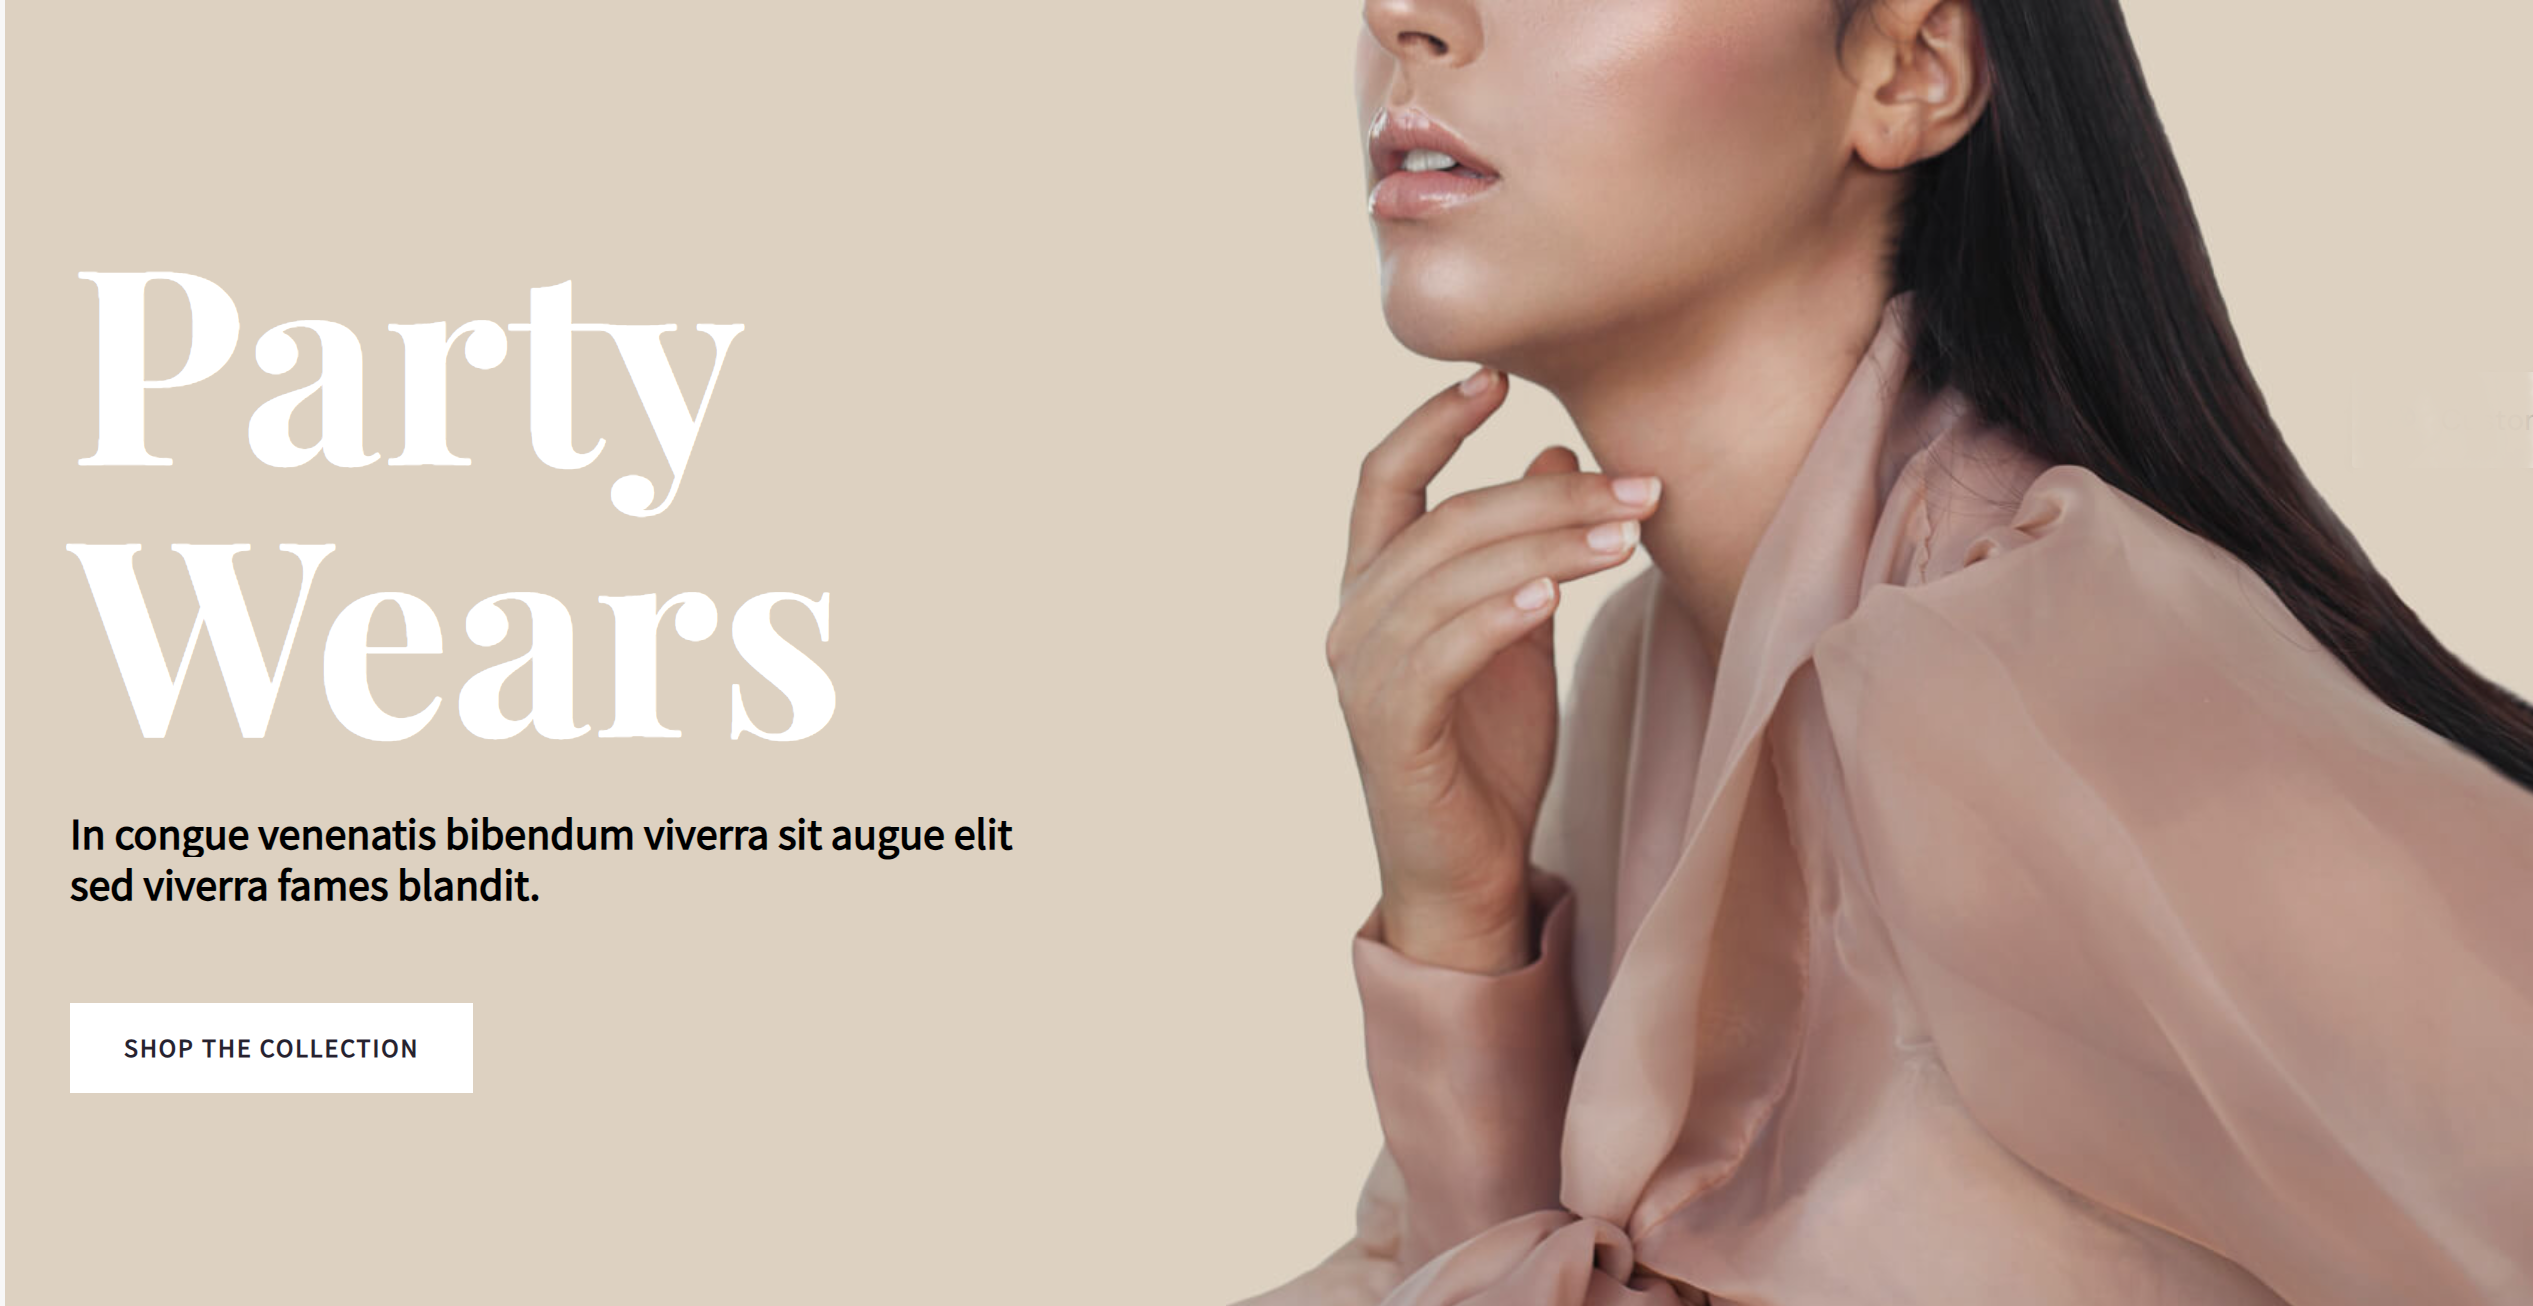 Party
Wears
In congue venenatis bibendum viverra sit augue elit
sed viverra fames blandit.
SHOP THE COLLECTION